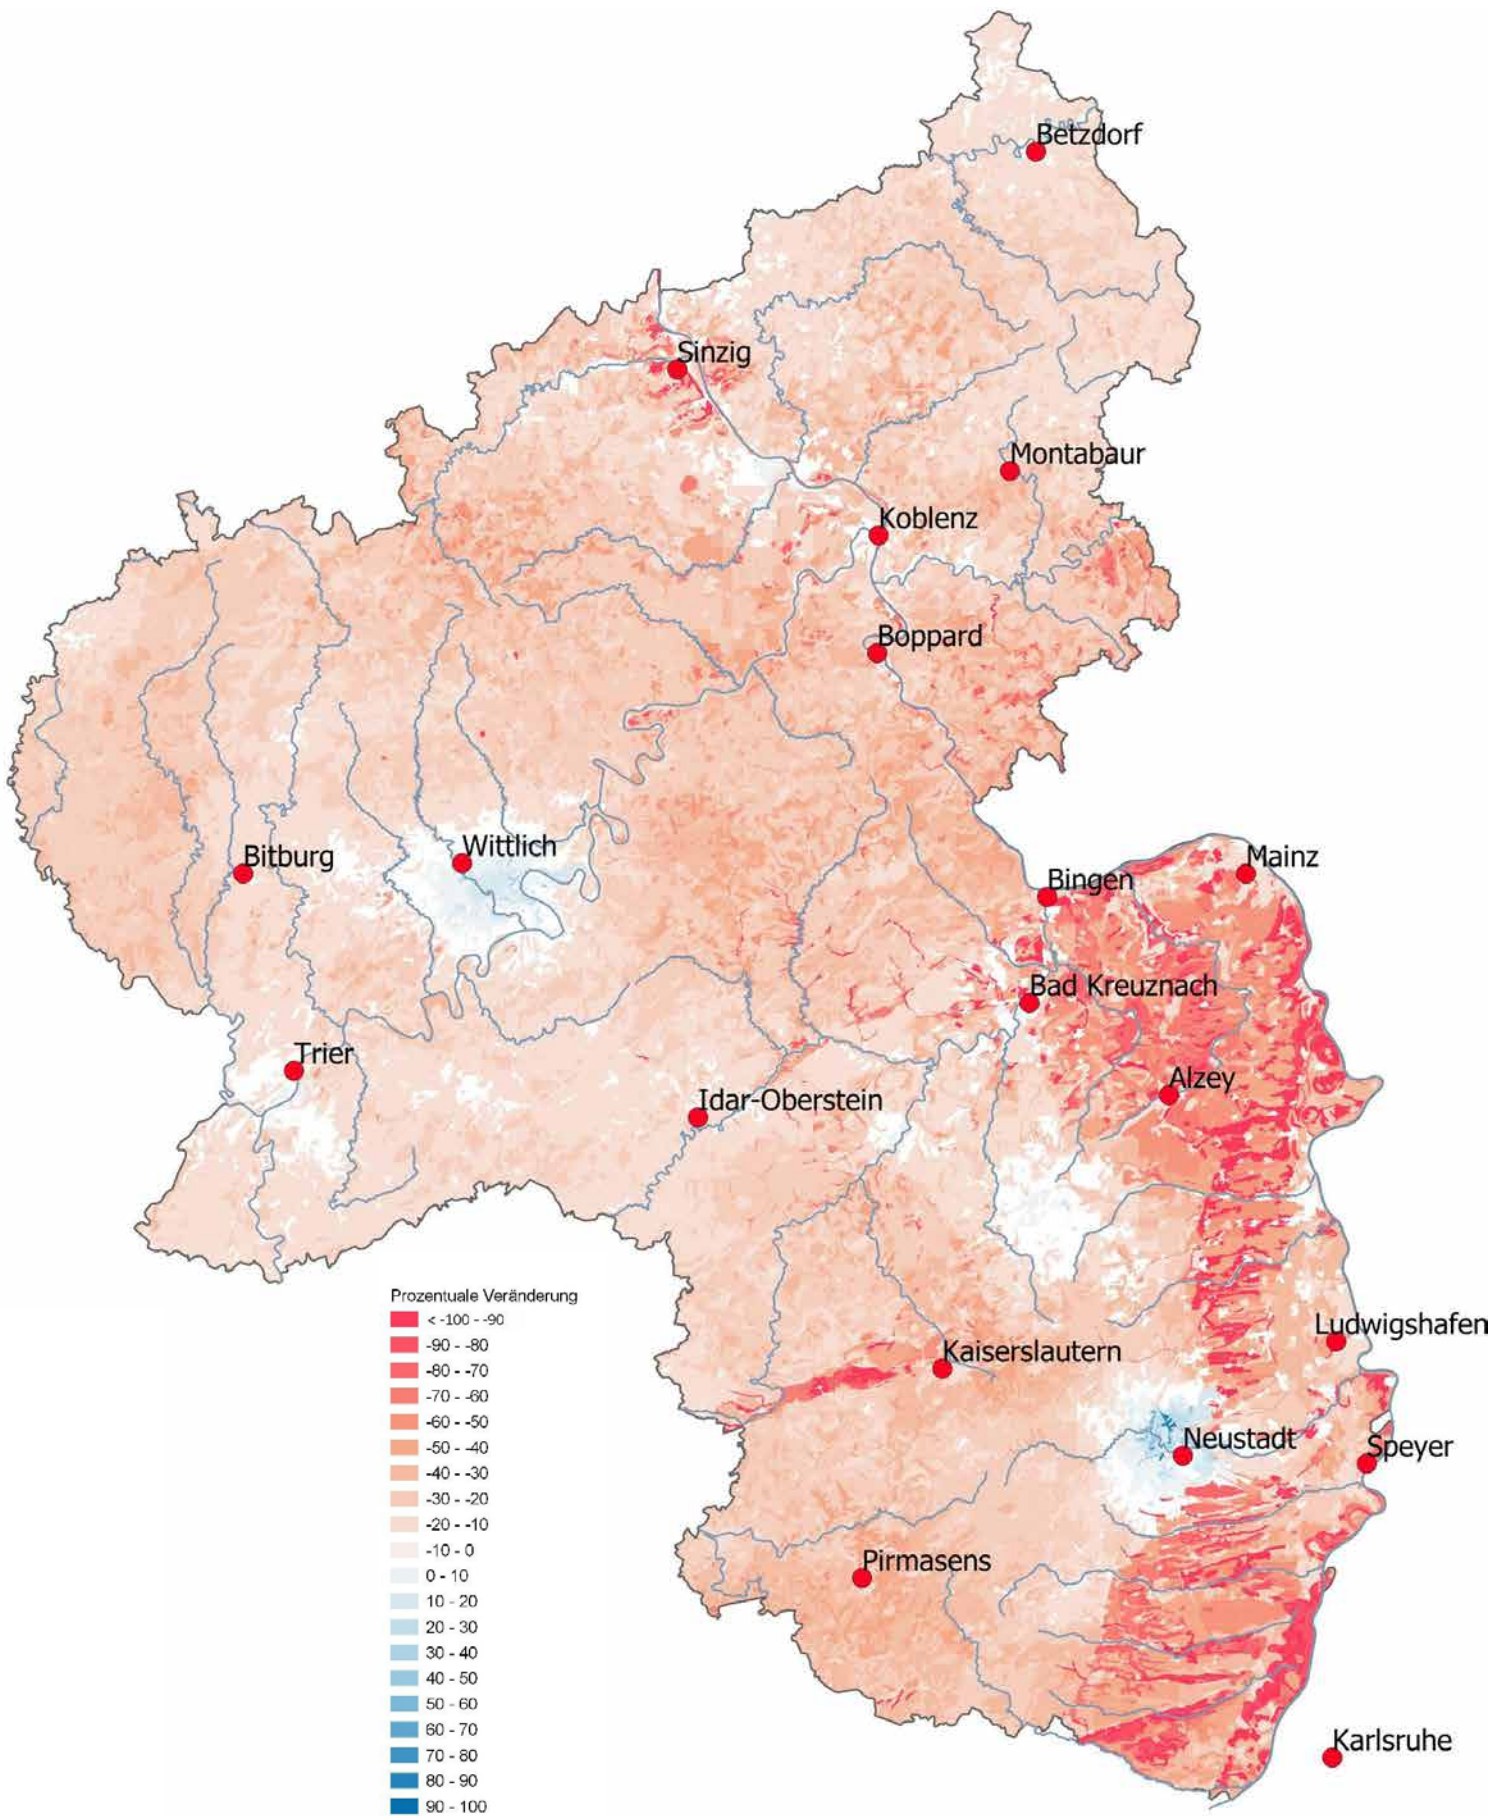 Betzdorf
Sinzig
Montabaur
Koblenz
Boppard
Wittlich
Bitburg
Mainz
Bingen
Bad Kreuznach
Trier
Alzey
Idar-Oberstein
Prozentuale Veränderung
< -100 - -90
-90 - -80
-80 - -70
-70 - -60
-60 - -50
-50 - -40
-40 - -30
-30 - -20
-20 - -10
-10 - 0
0 - 10
10 - 20
20 - 30
30 - 40
40 - 50
50 - 60
60 - 70
70 - 80
80 - 90
90 - 100
Ludwigshafen
Kaiserslautern
Neustadt
Speyer
Pirmasens
Karlsruhe